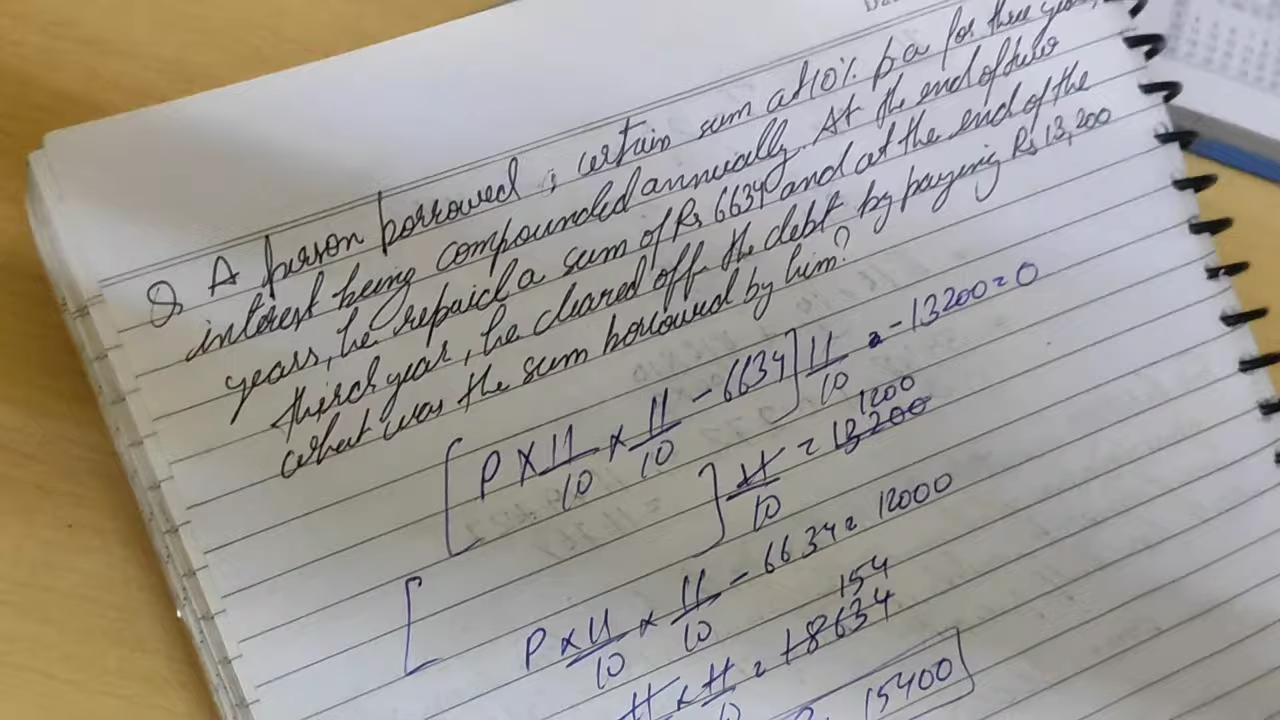 Q A person borrowed a certain sum at 10% p a for three years,
interest being compounded annually. At the end of two
years, he repaid a sum of Rs 6634 and at the end of the
third year, he cleared off the debt by paying Rs 13,200
what was the sum borrowed by him?
[P × 11/10 × 11/10 - 6634] 11/10 = - 13200 = 0
[ ] 11/10 = 13200 1200
P × 11/10 × 11/10 - 6634 = 12000
11 × 11/10 = 18634 154
15400